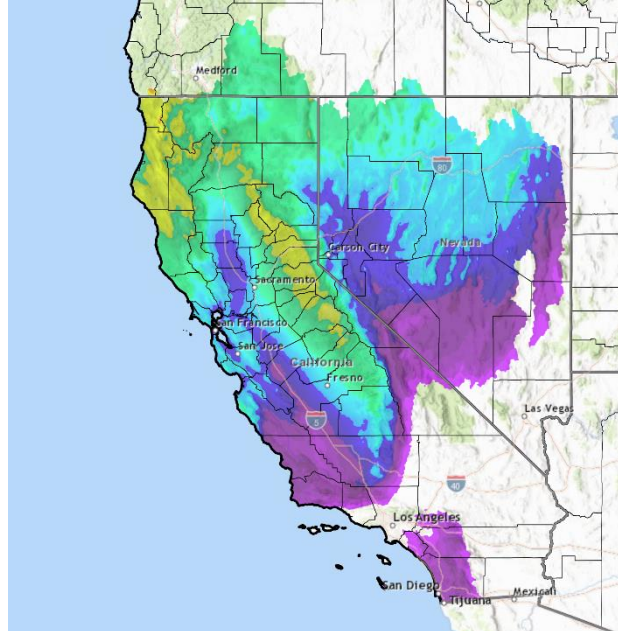 Medford
80
Carson City
Nevada
Sacramento
San Francisco
San Jose
California
Fresno
5
Las Vegas
40
Los Angeles
San Diego
Tijuana
Mexicali